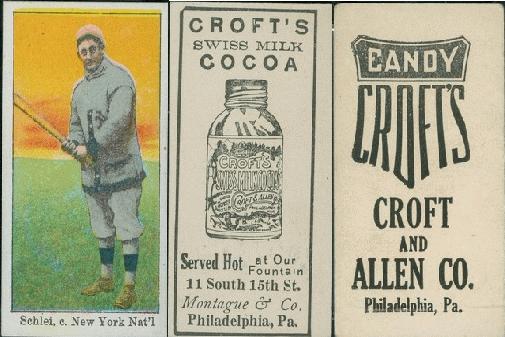 Schlei, c. New York Nat'l
CROFT'S
SWISS MILK
COCOA
CROFT'S
SWISS MILK COCOA
Served Hot at Our Fountain
11 South 15th St.
Montague & Co.
Philadelphia, Pa.
CANDY
CROFT'S
CROFT
AND
ALLEN CO.
Philadelphia, Pa.